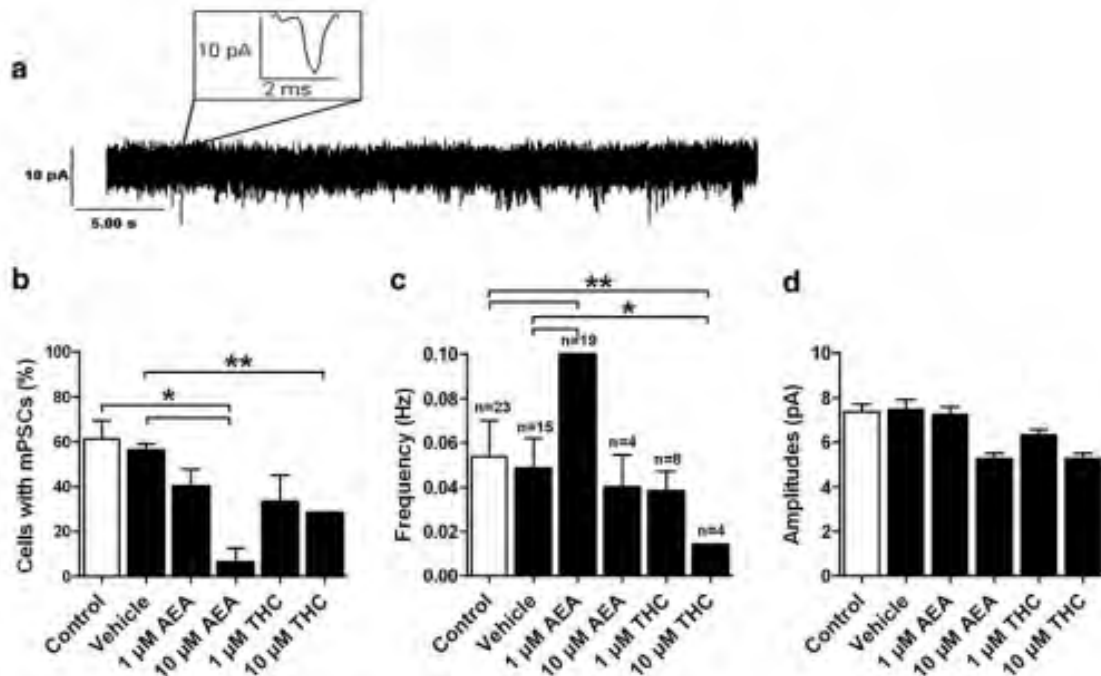 a
10 pA
2 ms
10 pA
5.00 s
b
Cells with mPSCs (%)
100
80
60
40
20
0
*
**
Control
Vehicle
1 µM AEA
10 µM AEA
1 µM THC
10 µM THC
c
Frequency (Hz)
0.10
0.08
0.06
0.04
0.02
0.00
**
*
n=23
n=15
n=19
n=4
n=8
n=4
Control
Vehicle
1 µM AEA
10 µM AEA
1 µM THC
10 µM THC
d
Amplitudes (pA)
10
8
6
4
2
0
Control
Vehicle
1 µM AEA
10 µM AEA
1 µM THC
10 µM THC